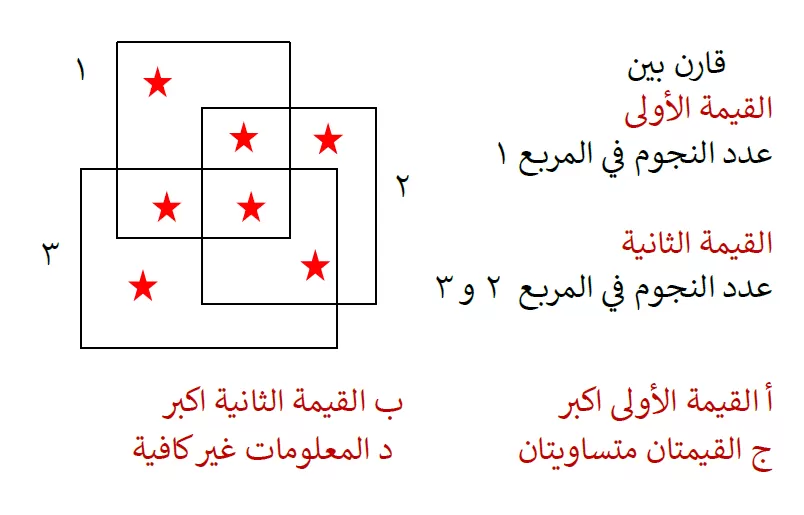 قارن بين
القيمة الأولى
عدد النجوم في المربع ١
القيمة الثانية
عدد النجوم في المربع ٢ و ٣
١
٢
٣
أ القيمة الأولى اكبر
ب القيمة الثانية اكبر
ج القيمتان متساويتان
د المعلومات غير كافية